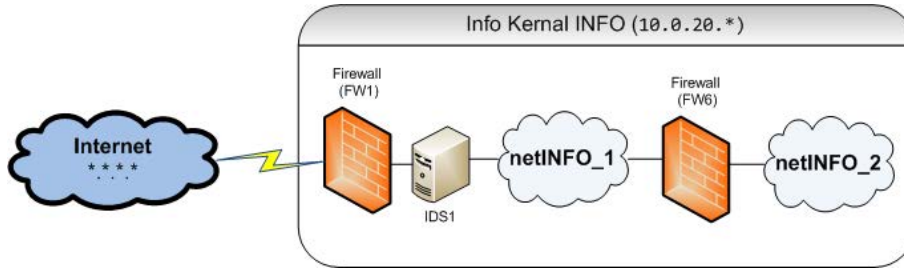 Info Kernal INFO (10.0.20.*)
Firewall
(FW1)
Firewall
(FW6)
Internet
*.*.*.*
netINFO_1
netINFO_2
IDS1